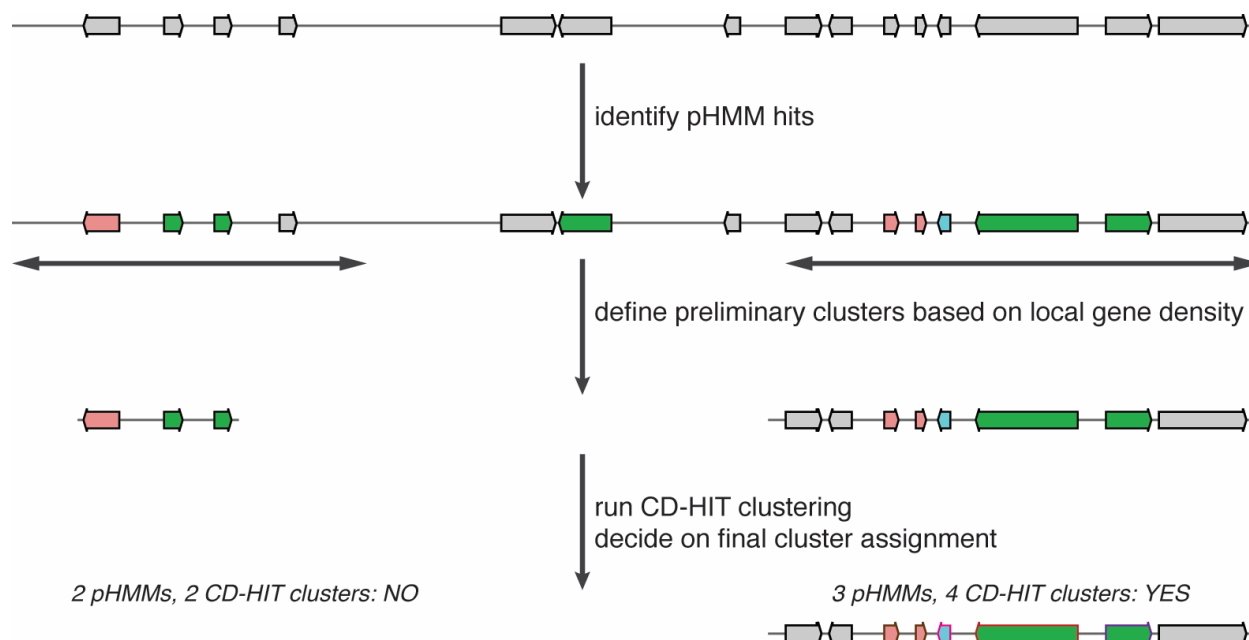 identify pHMM hits
define preliminary clusters based on local gene density
run CD-HIT clustering
decide on final cluster assignment
2 pHMMs, 2 CD-HIT clusters: NO
3 pHMMs, 4 CD-HIT clusters: YES